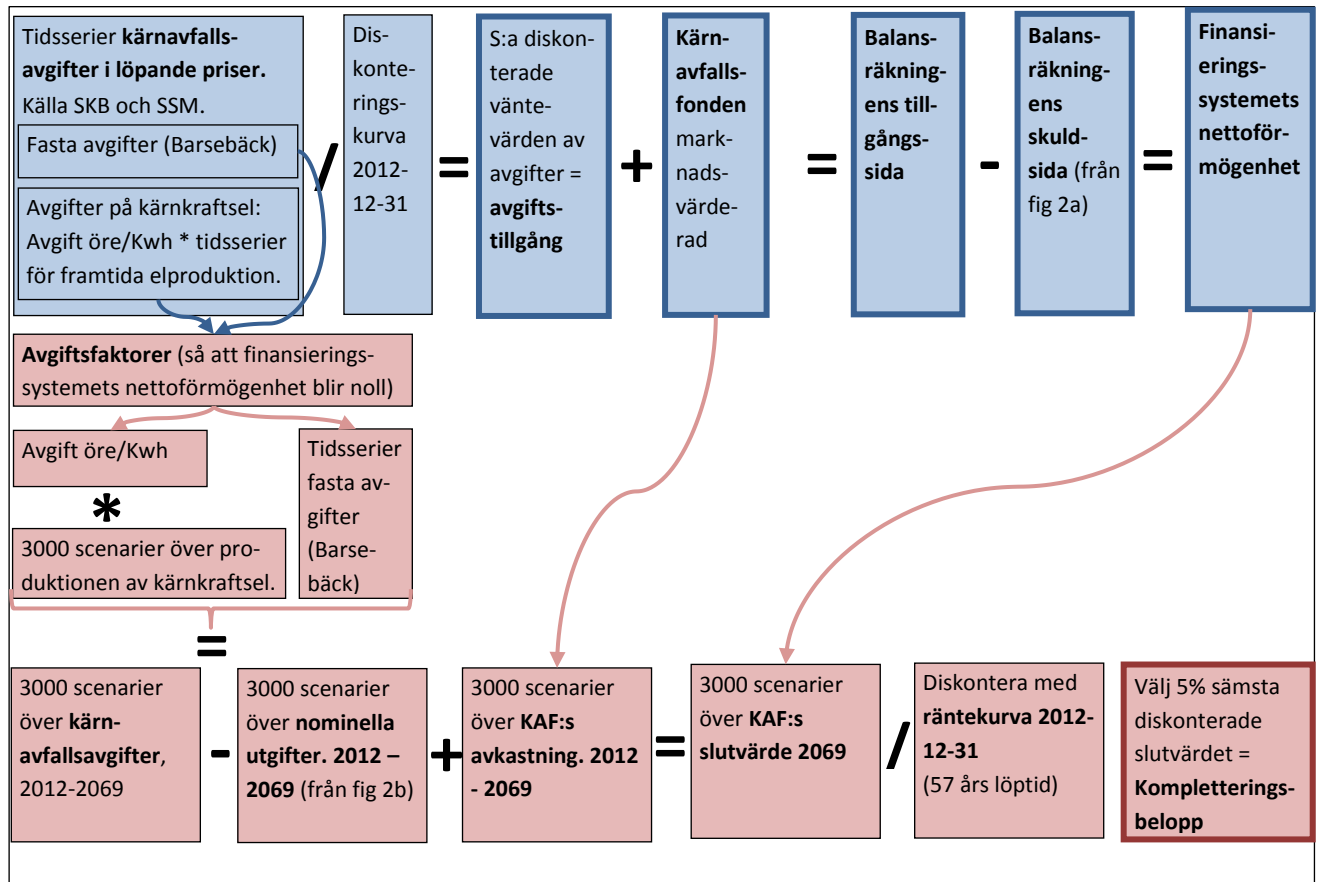 Tidsserier kärnavfalls-
avgifter i löpande priser.
Källa SKB och SSM.
Fasta avgifter (Barsebäck)
Avgifter på kärnkraftsel:
Avgift öre/Kwh * tidsserier
för framtida elproduktion.
/
Dis-
konte-
rings-
kurva
2012-
12-31
=
S:a diskon-
terade
vänte-
värden av
avgifter =
avgifts-
tillgång
+
Kärn-
avfalls-
fonden
mark-
nads-
värde-
rad
=
Balans-
räkning-
ens till-
gångs-
sida
-
Balans-
räkning-
ens
skuld-
sida (från
fig 2a)
=
Finansi-
erings-
systemets
nettoför-
mögenhet
Avgiftsfaktorer (så att finansierings-
systemets nettoförmögenhet blir noll)
Avgift öre/Kwh
*
3000 scenarier över pro-
duktionen av kärnkraftsel.
Tidsserier
fasta av-
gifter
(Barse-
bäck)
=
3000 scenarier
över kärn-
avfallsavgifter,
2012-2069
-
3000 scenarier
över nominella
utgifter. 2012 –
2069 (från fig 2b)
+
3000 scenarier
över KAF:s
avkastning. 2012
- 2069
=
3000 scenarier
över KAF:s
slutvärde 2069
/
Diskontera med
räntekurva 2012-
12-31
(57 års löptid)
Välj 5% sämsta
diskonterade
slutvärdet =
Kompletterings-
belopp